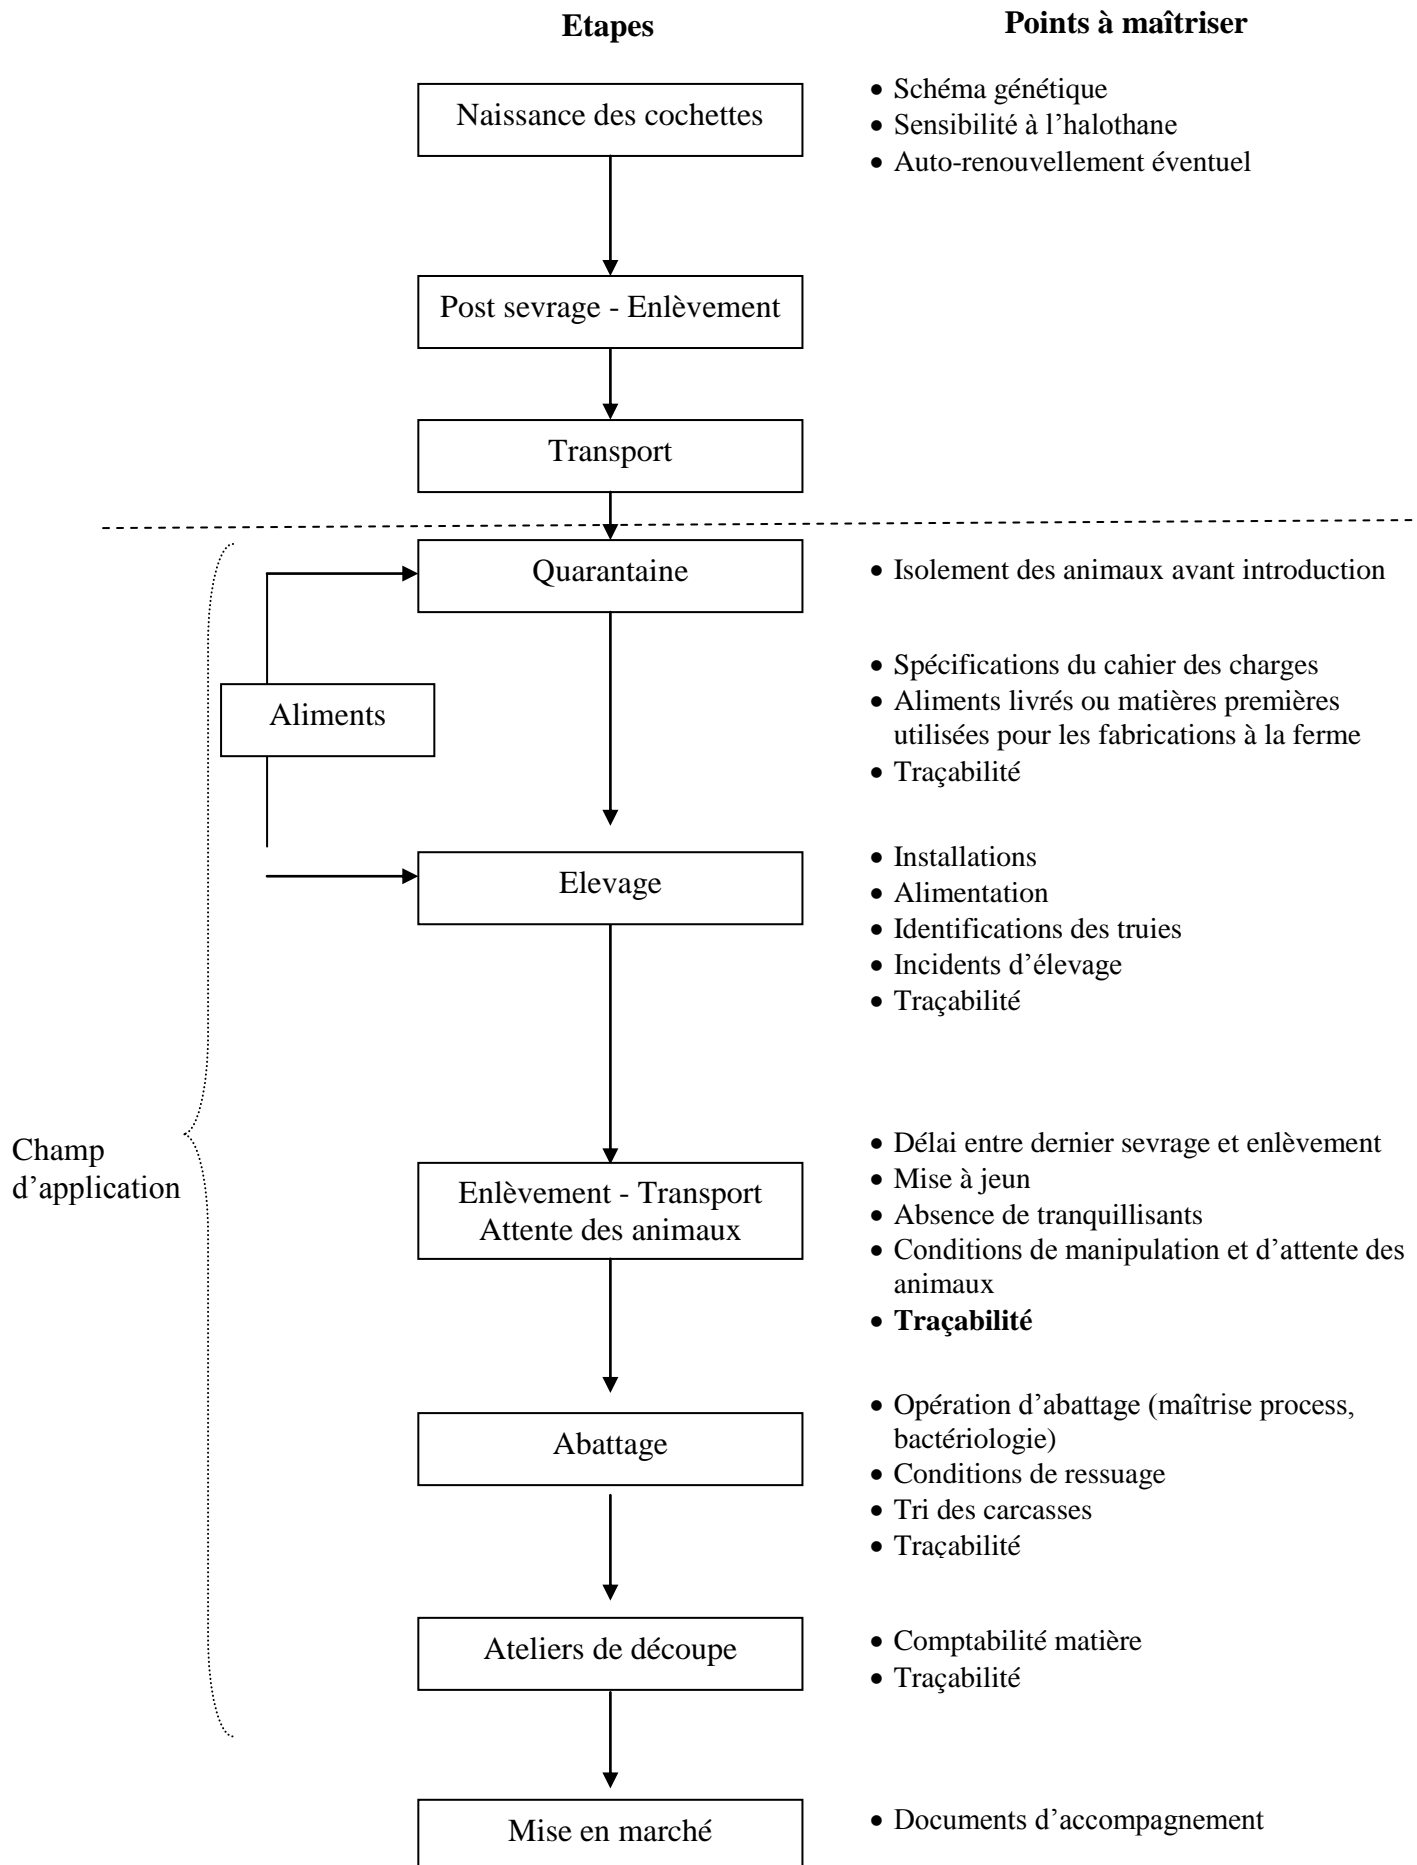 Etapes
Points à maîtriser
Naissance des cochettes
• Schéma génétique
• Sensibilité à l’halothane
• Auto-renouvellement éventuel
Post sevrage - Enlèvement
Transport
Quarantaine
• Isolement des animaux avant introduction
Aliments
• Spécifications du cahier des charges
• Aliments livrés ou matières premières
utilisées pour les fabrications à la ferme
• Traçabilité
Elevage
• Installations
• Alimentation
• Identifications des truies
• Incidents d’élevage
• Traçabilité
Champ
d’application
Enlèvement - Transport
Attente des animaux
• Délai entre dernier sevrage et enlèvement
• Mise à jeun
• Absence de tranquillisants
• Conditions de manipulation et d’attente des
animaux
• Traçabilité
Abattage
• Opération d’abattage (maîtrise process,
bactériologie)
• Conditions de ressuage
• Tri des carcasses
• Traçabilité
Ateliers de découpe
• Comptabilité matière
• Traçabilité
Mise en marché
• Documents d’accompagnement